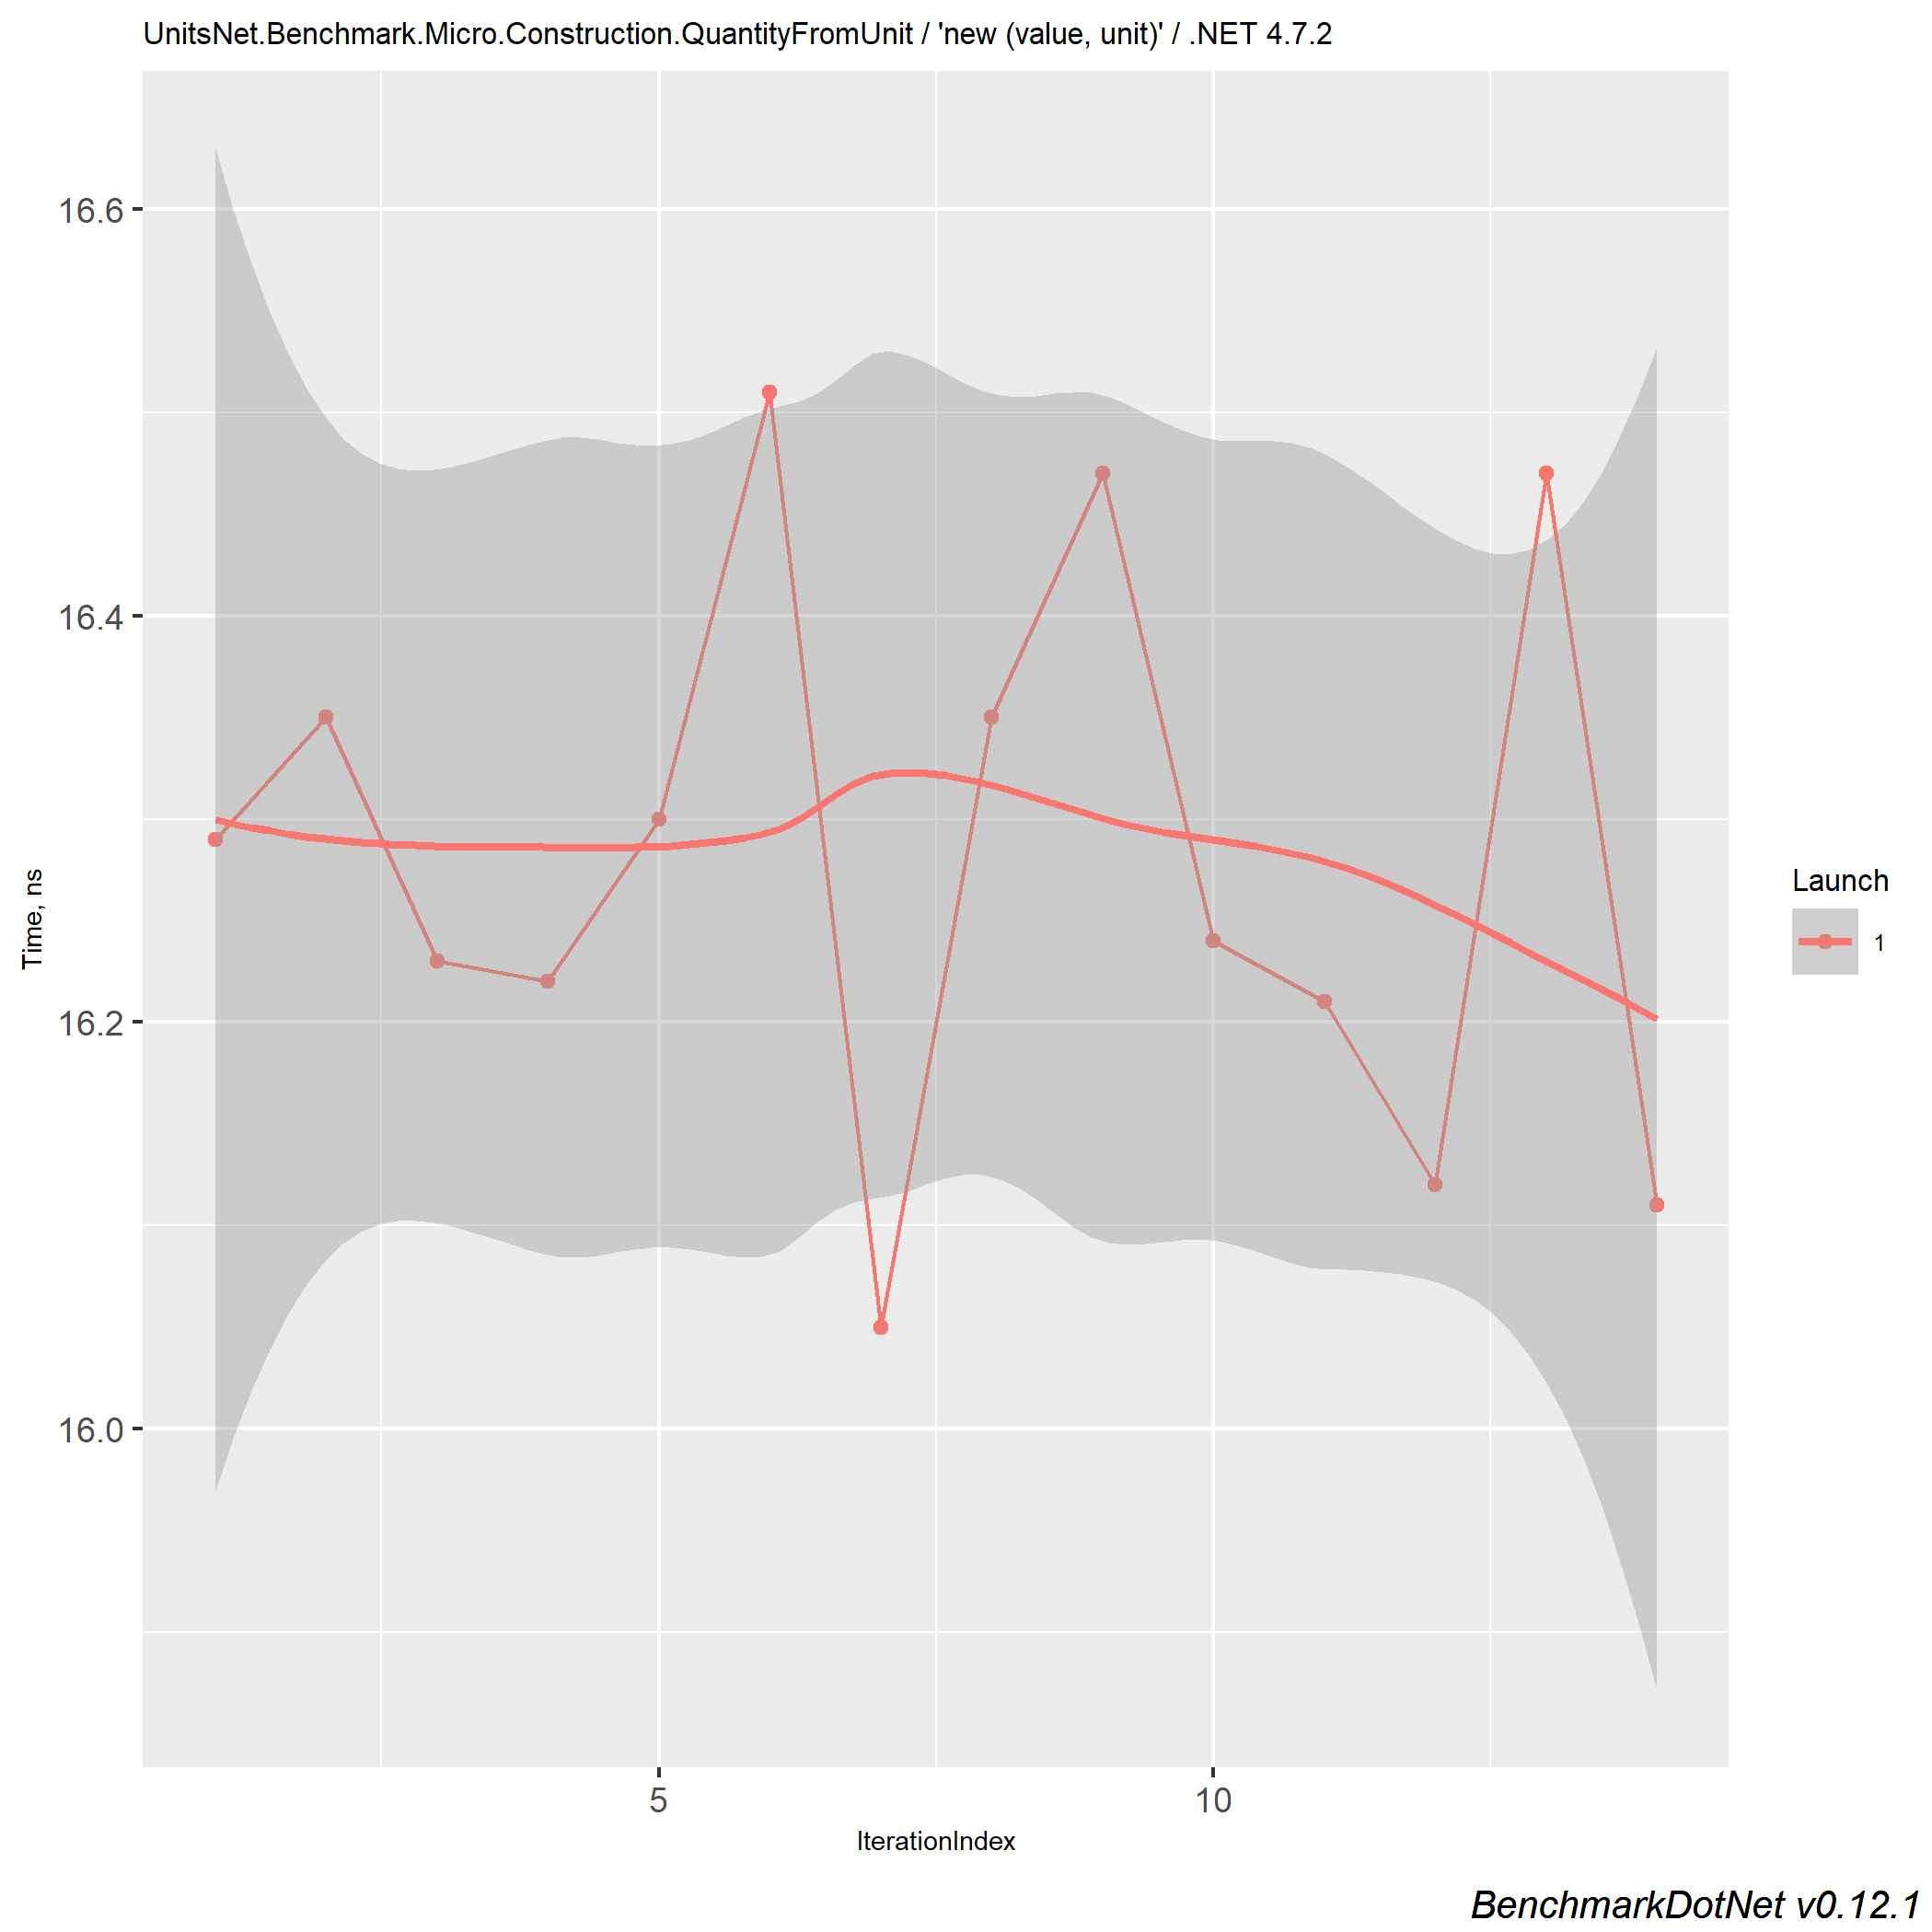 UnitsNet.Benchmark.Micro.Construction.QuantityFromUnit / 'new (value, unit)' / .NET 4.7.2
16.6
16.4
16.2
16.0
Time, ns
5
10
IterationIndex
Launch
1
BenchmarkDotNet v0.12.1